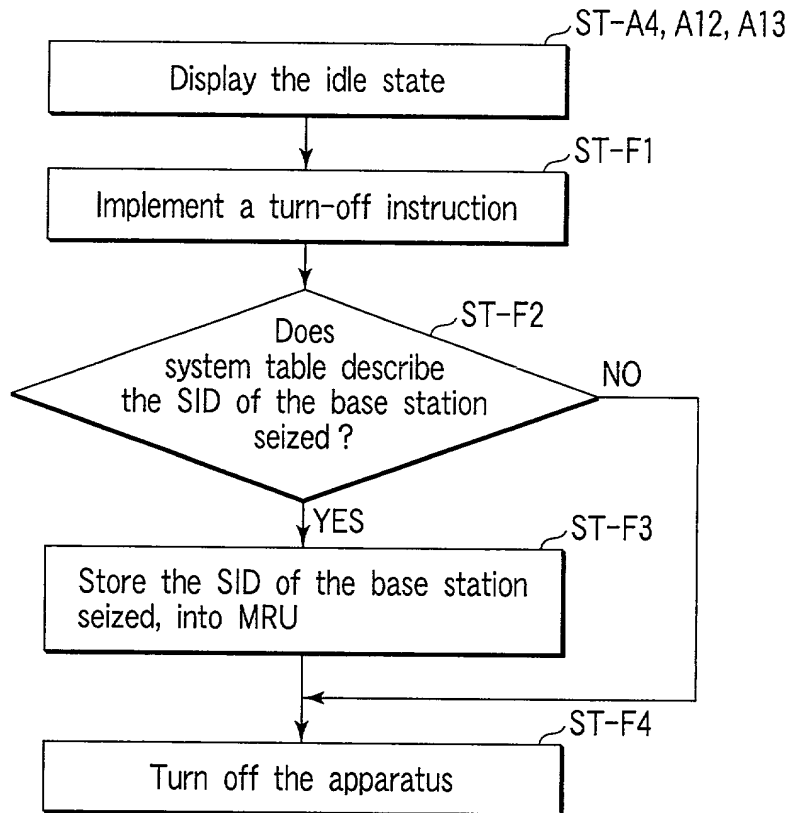 ST-A4, A12, A13
Display the idle state
ST-F1
Implement a turn-off instruction
ST-F2
Does
system table describe
the SID of the base station
seized ?
NO
YES
ST-F3
Store the SID of the base station
seized, into MRU
ST-F4
Turn off the apparatus